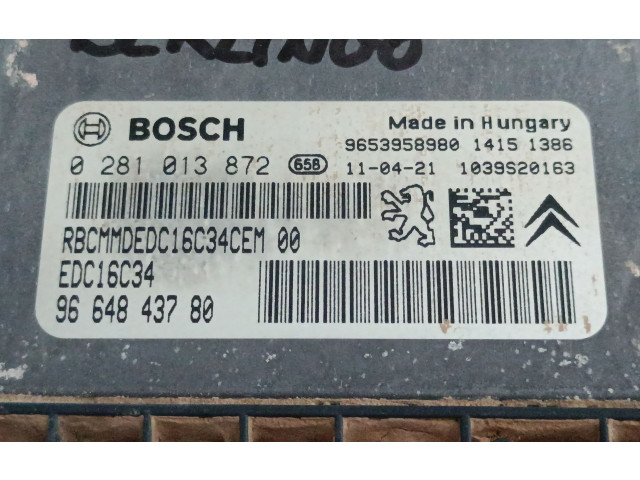 BERLINGO
BOSCH
Made in Hungary
9653958980 1415 1386
0 281 013 872 658 11-04-21 1039S20163
RBCMMDEDC16C34CEM 00
EDC16C34
96 648 437 80